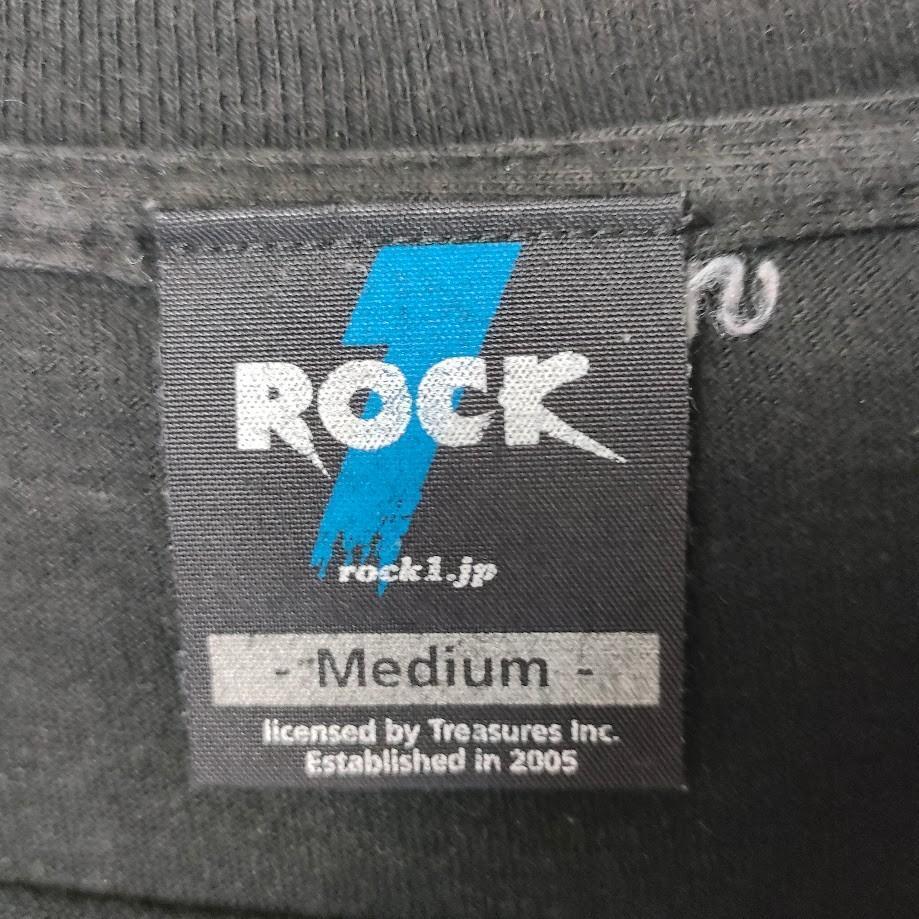 ROCK
rock1.jp
- Medium -
licensed by Treasures Inc.
Established in 2005